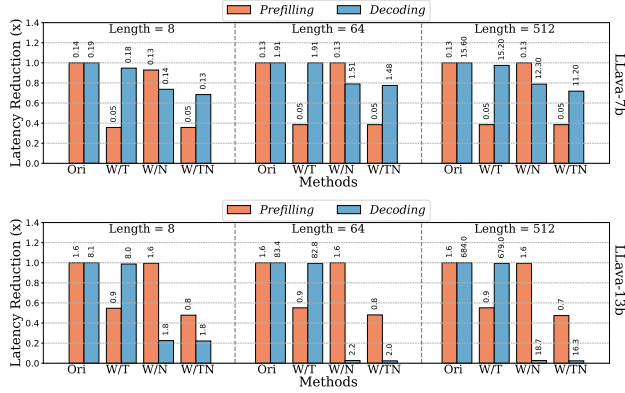 Prefilling Decoding
Latency Reduction (x)
1.4
1.2
1.0
0.8
0.6
0.4
0.2
0.0
Length = 8
0.14 0.19 0.05 0.18 0.13 0.14 0.05 0.13
Ori W/T W/N W/TN
Length = 64
0.13 1.91 0.05 1.91 0.13 1.51 0.05 1.48
Ori W/T W/N W/TN
Length = 512
0.13 15.60 0.05 15.20 0.13 12.30 0.05 11.20
Ori W/T W/N W/TN
Methods
LLava-7b
Prefilling Decoding
Latency Reduction (x)
1.4
1.2
1.0
0.8
0.6
0.4
0.2
0.0
Length = 8
1.6 8.1 0.9 8.0 1.6 1.8 0.8 1.8
Ori W/T W/N W/TN
Length = 64
1.6 83.4 0.9 82.8 1.6 2.2 0.8 2.0
Ori W/T W/N W/TN
Length = 512
1.6 684.0 0.9 679.0 1.6 18.7 0.7 16.3
Ori W/T W/N W/TN
Methods
LLava-13b